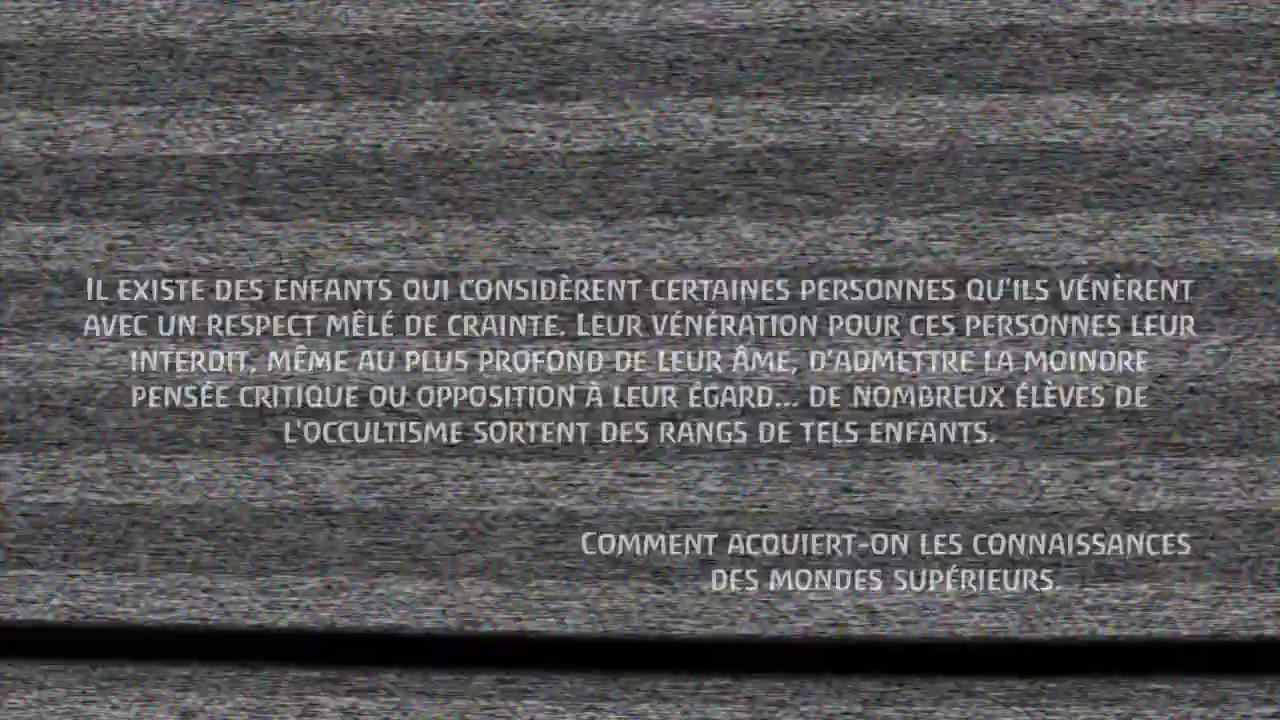 Il existe des enfants qui considèrent certaines personnes qu'ils vénèrent
avec un respect mêlé de crainte. Leur vénération pour ces personnes leur
interdit, même au plus profond de leur âme, d'admettre la moindre
pensée critique ou opposition à leur égard... de nombreux élèves de
l'occultisme sortent des rangs de tels enfants.
Comment acquiert-on les connaissances
des mondes supérieurs.